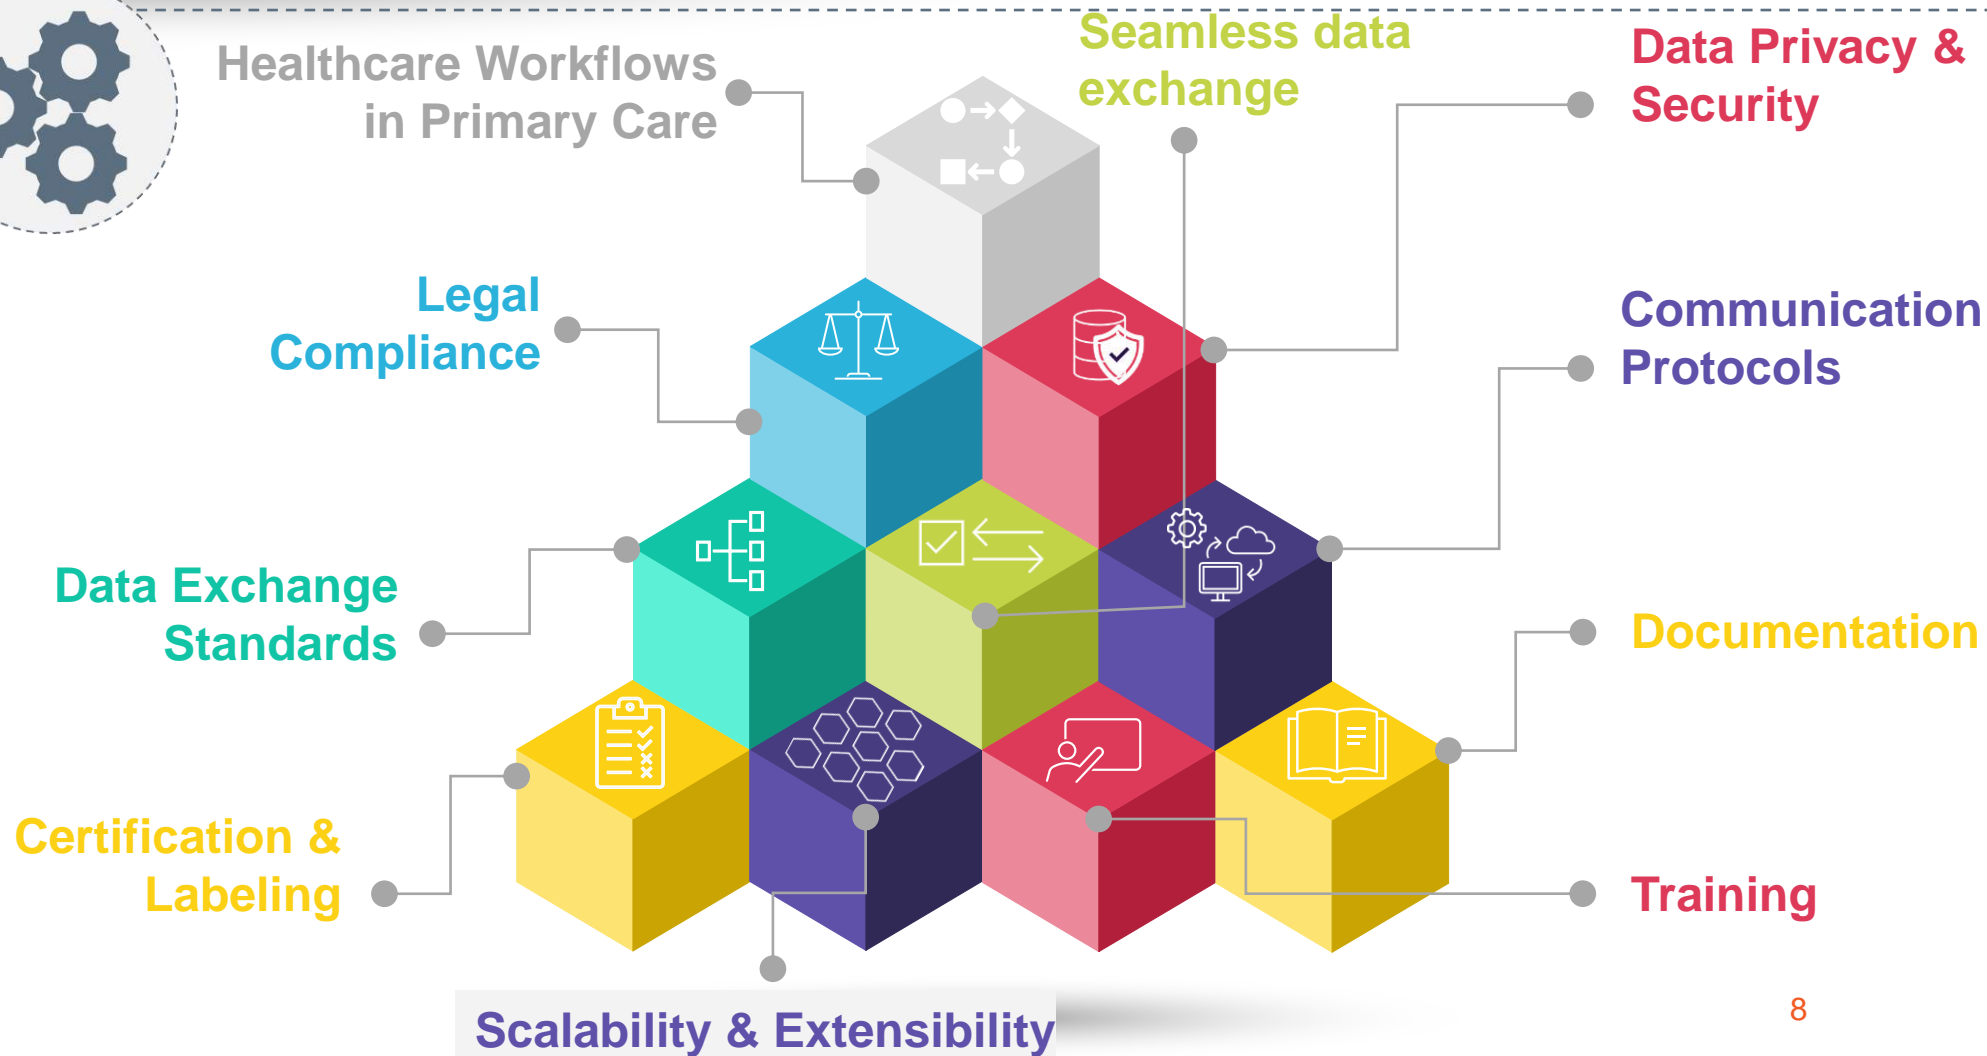 Healthcare Workflows
in Primary Care
Seamless data
exchange
Data Privacy &
Security
Legal
Compliance
Communication
Protocols
Data Exchange
Standards
Documentation
Certification &
Labeling
Training
Scalability & Extensibility
8